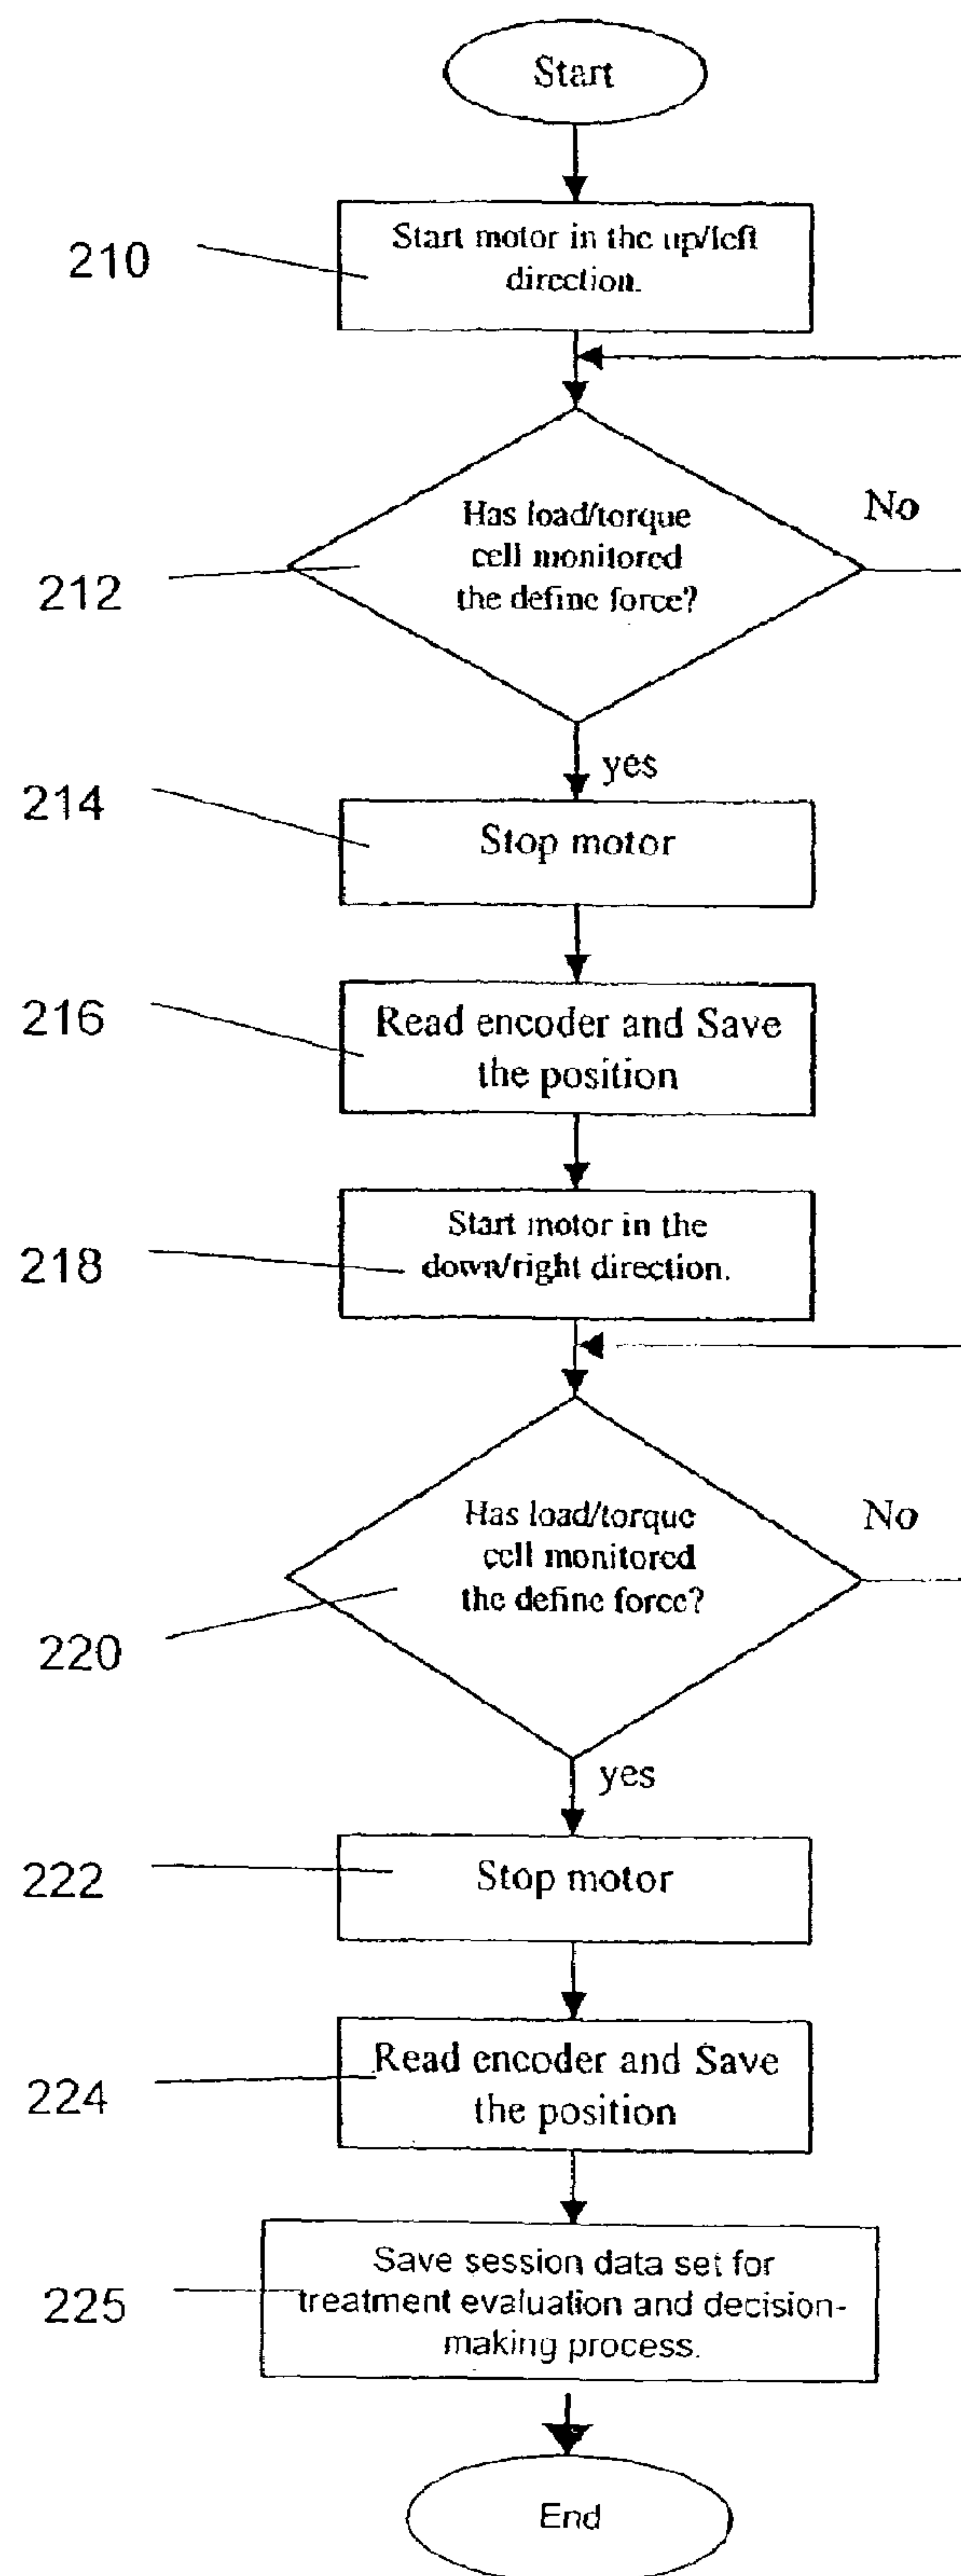 Start
210
Start motor in the up/left
direction.
212
Has load/torque
cell monitored
the define force?
No
yes
214
Stop motor
216
Read encoder and Save
the position
218
Start motor in the
down/right direction.
220
Has load/torque
cell monitored
the define force?
No
yes
222
Stop motor
224
Read encoder and Save
the position
225
Save session data set for
treatment evaluation and decision-
making process.
End